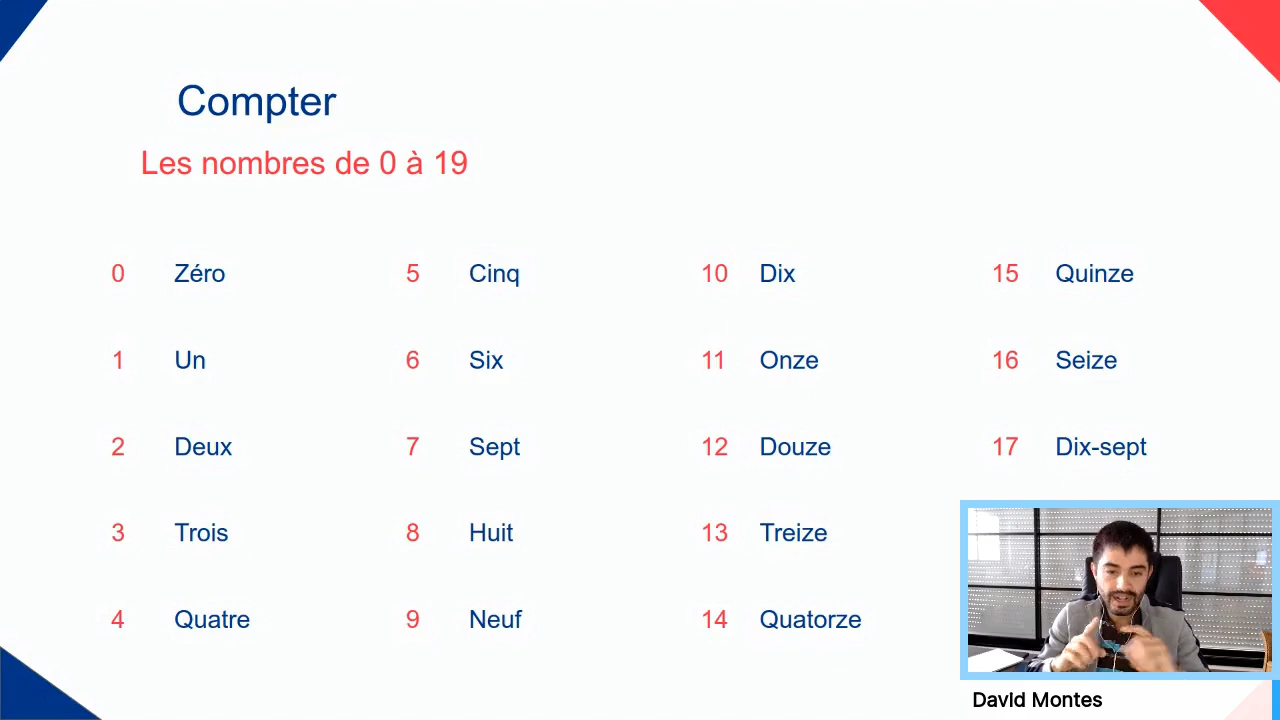 Compter
Les nombres de 0 à 19
0 Zéro 5 Cinq 10 Dix 15 Quinze
1 Un 6 Six 11 Onze 16 Seize
2 Deux 7 Sept 12 Douze 17 Dix-sept
3 Trois 8 Huit 13 Treize
4 Quatre 9 Neuf 14 Quatorze
David Montes